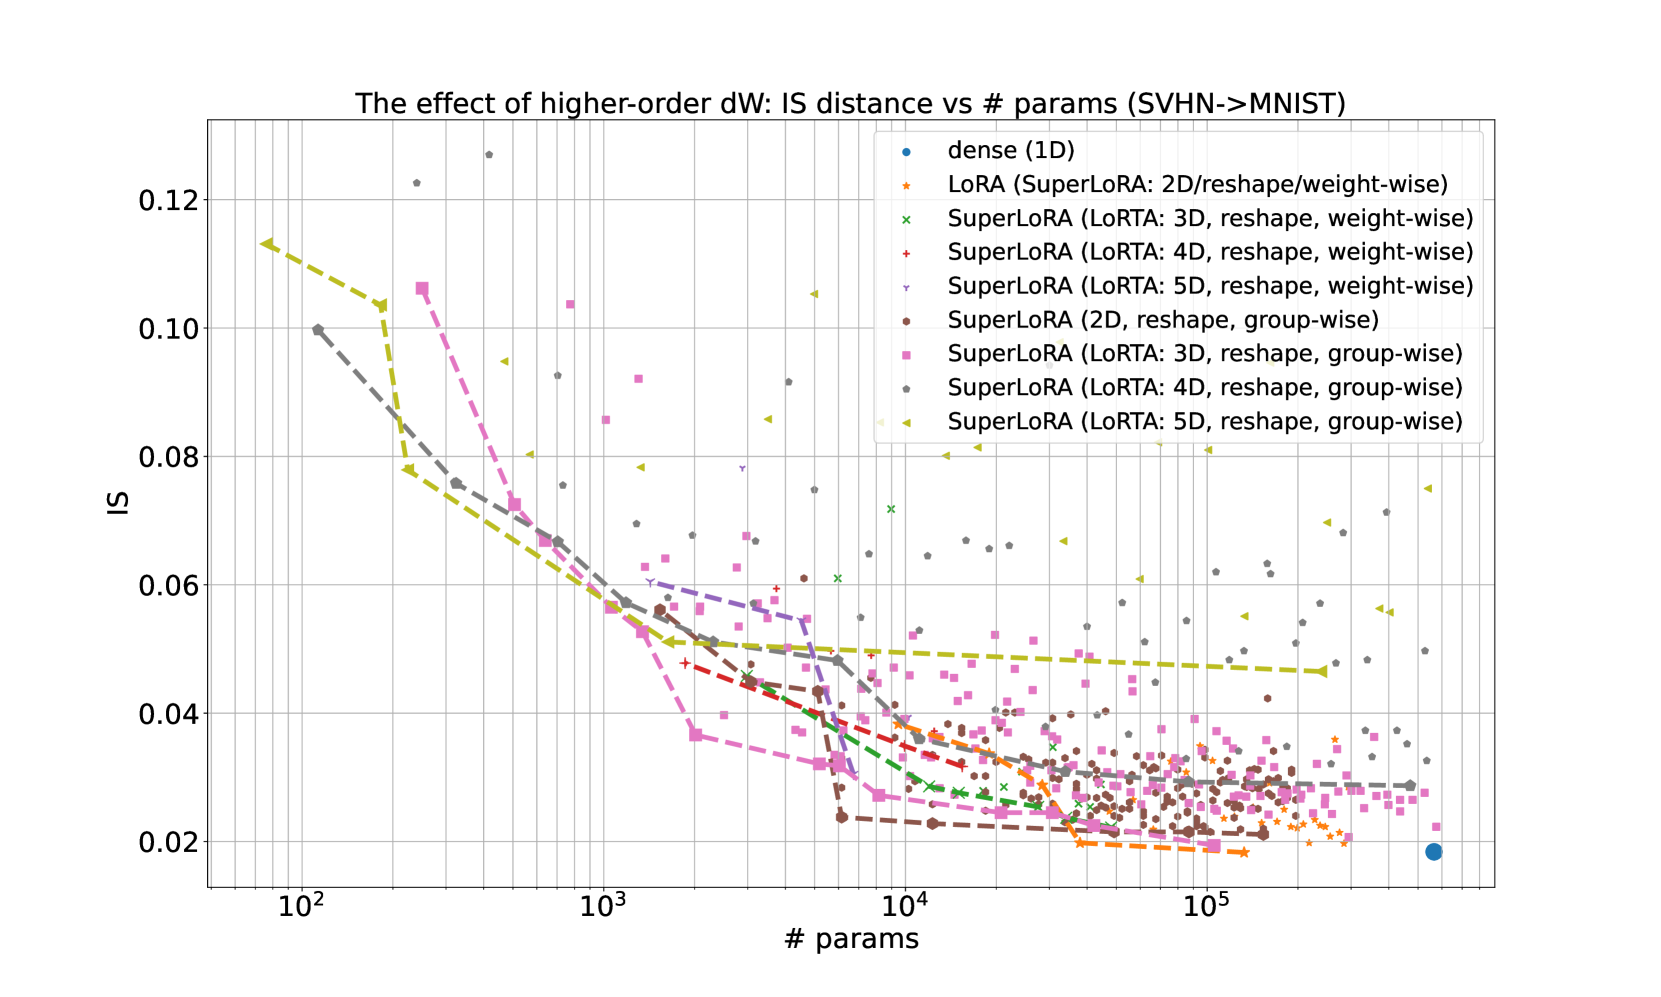 The effect of higher-order dW: IS distance vs # params (SVHN->MNIST)
dense (1D)
LoRA (SuperLoRA: 2D/reshape/weight-wise)
SuperLoRA (LoRTA: 3D, reshape, weight-wise)
SuperLoRA (LoRTA: 4D, reshape, weight-wise)
SuperLoRA (LoRTA: 5D, reshape, weight-wise)
SuperLoRA (2D, reshape, group-wise)
SuperLoRA (LoRTA: 3D, reshape, group-wise)
SuperLoRA (LoRTA: 4D, reshape, group-wise)
SuperLoRA (LoRTA: 5D, reshape, group-wise)
IS
0.12
0.10
0.08
0.06
0.04
0.02
10² 10³ 10⁴ 10⁵
# params